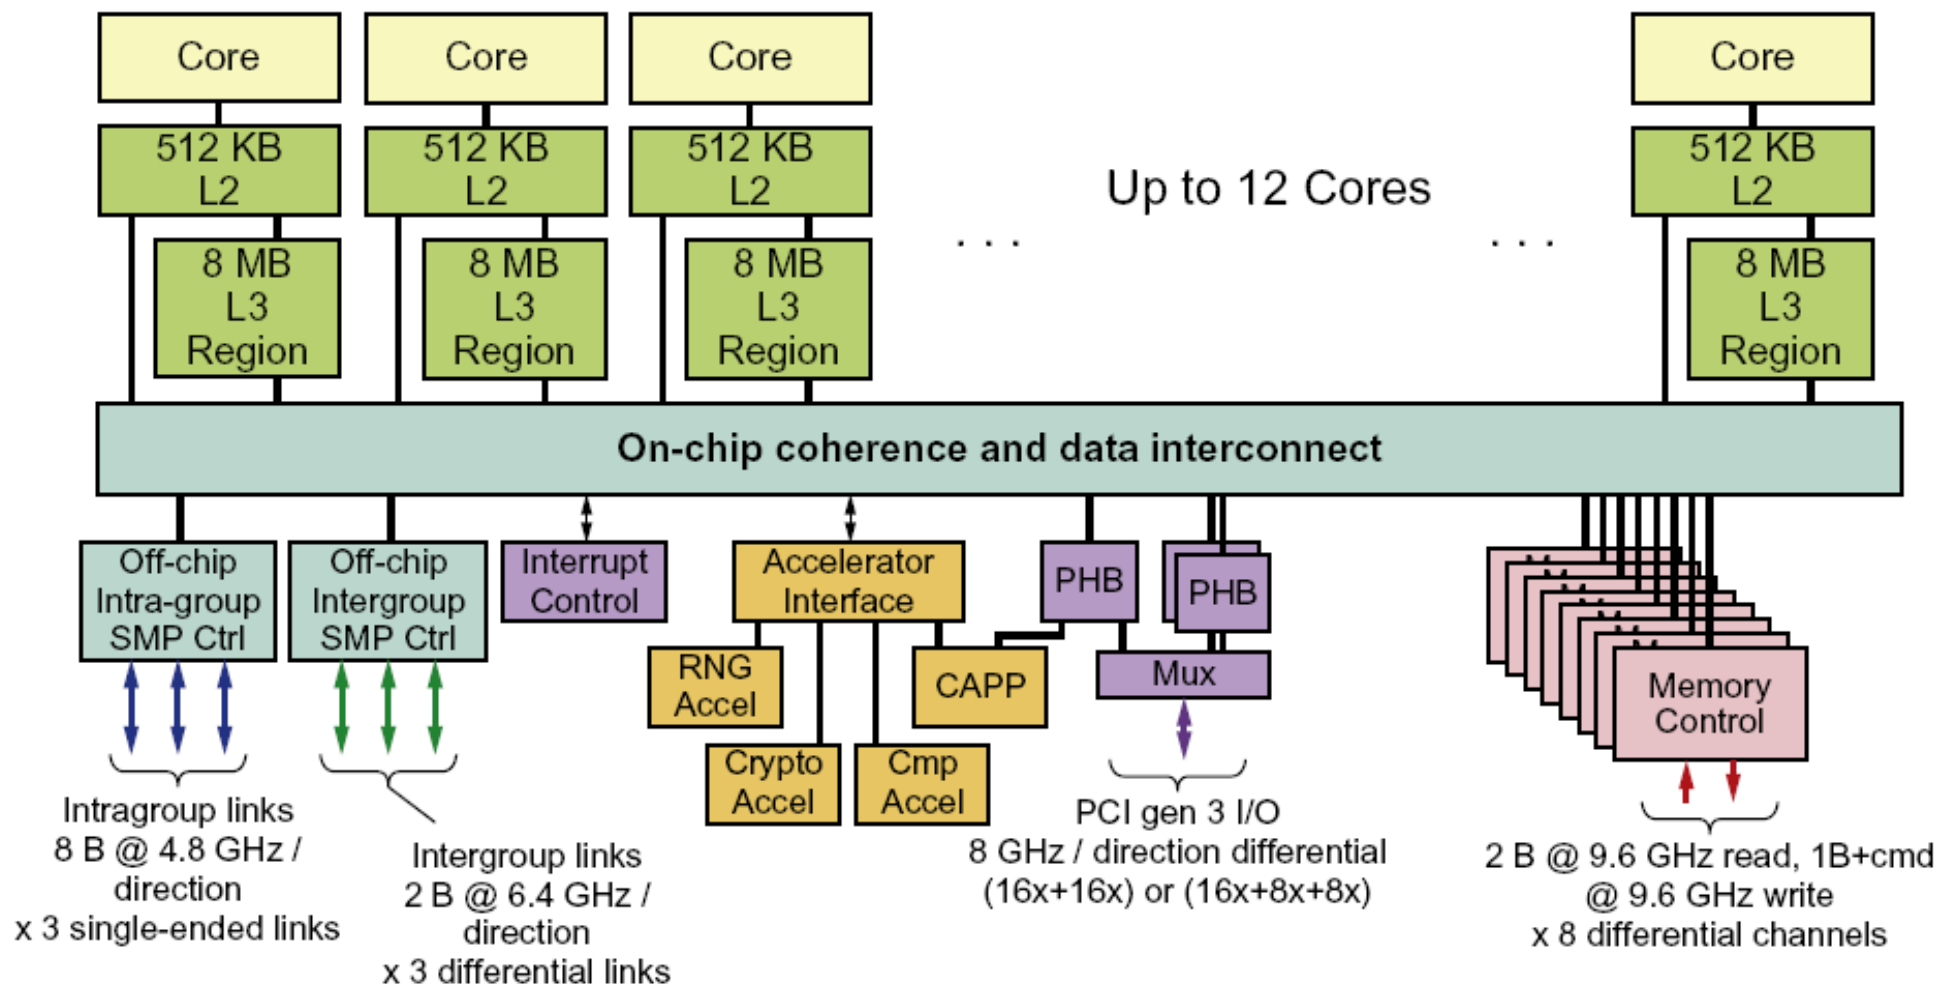 Core
Core
Core
Core
512 KB
L2
512 KB
L2
512 KB
L2
512 KB
L2
Up to 12 Cores
. . .
. . .
8 MB
L3
Region
8 MB
L3
Region
8 MB
L3
Region
8 MB
L3
Region
On-chip coherence and data interconnect
Off-chip
Intra-group
SMP Ctrl
Off-chip
Intergroup
SMP Ctrl
Interrupt
Control
Accelerator
Interface
PHB
PHB
RNG
Accel
CAPP
Mux
Memory
Control
Crypto
Accel
Cmp
Accel
Intragroup links
8 B @ 4.8 GHz /
direction
x 3 single-ended links
Intergroup links
2 B @ 6.4 GHz /
direction
x 3 differential links
PCI gen 3 I/O
8 GHz / direction differential
(16x+16x) or (16x+8x+8x)
2 B @ 9.6 GHz read, 1B+cmd
@ 9.6 GHz write
x 8 differential channels